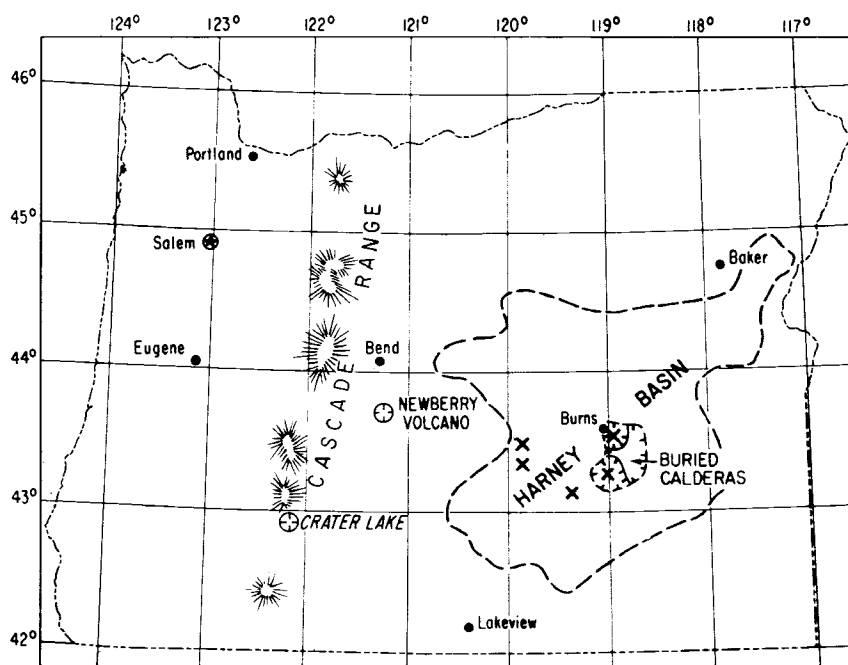 124° 123° 122° 121° 120° 119° 118° 117°
46°
Portland
45°
Salem
CASCADE RANGE
Baker
44°
Eugene
Bend
NEWBERRY
VOLCANO
HARNEY BASIN
Burns
BURIED
CALDERAS
43°
CRATER LAKE
42°
Lakeview